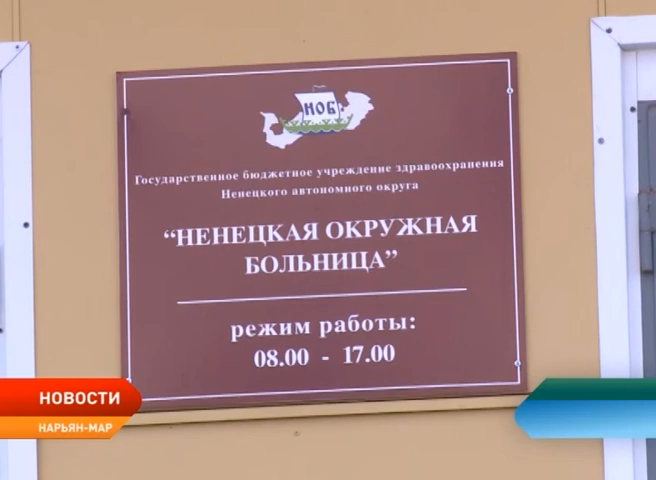 НОБ
Государственное бюджетное учреждение здравоохранения
Ненецкого автономного округа
“НЕНЕЦКАЯ ОКРУЖНАЯ
БОЛЬНИЦА”
режим работы:
08.00 - 17.00
НОВОСТИ
НАРЬЯН-МАР